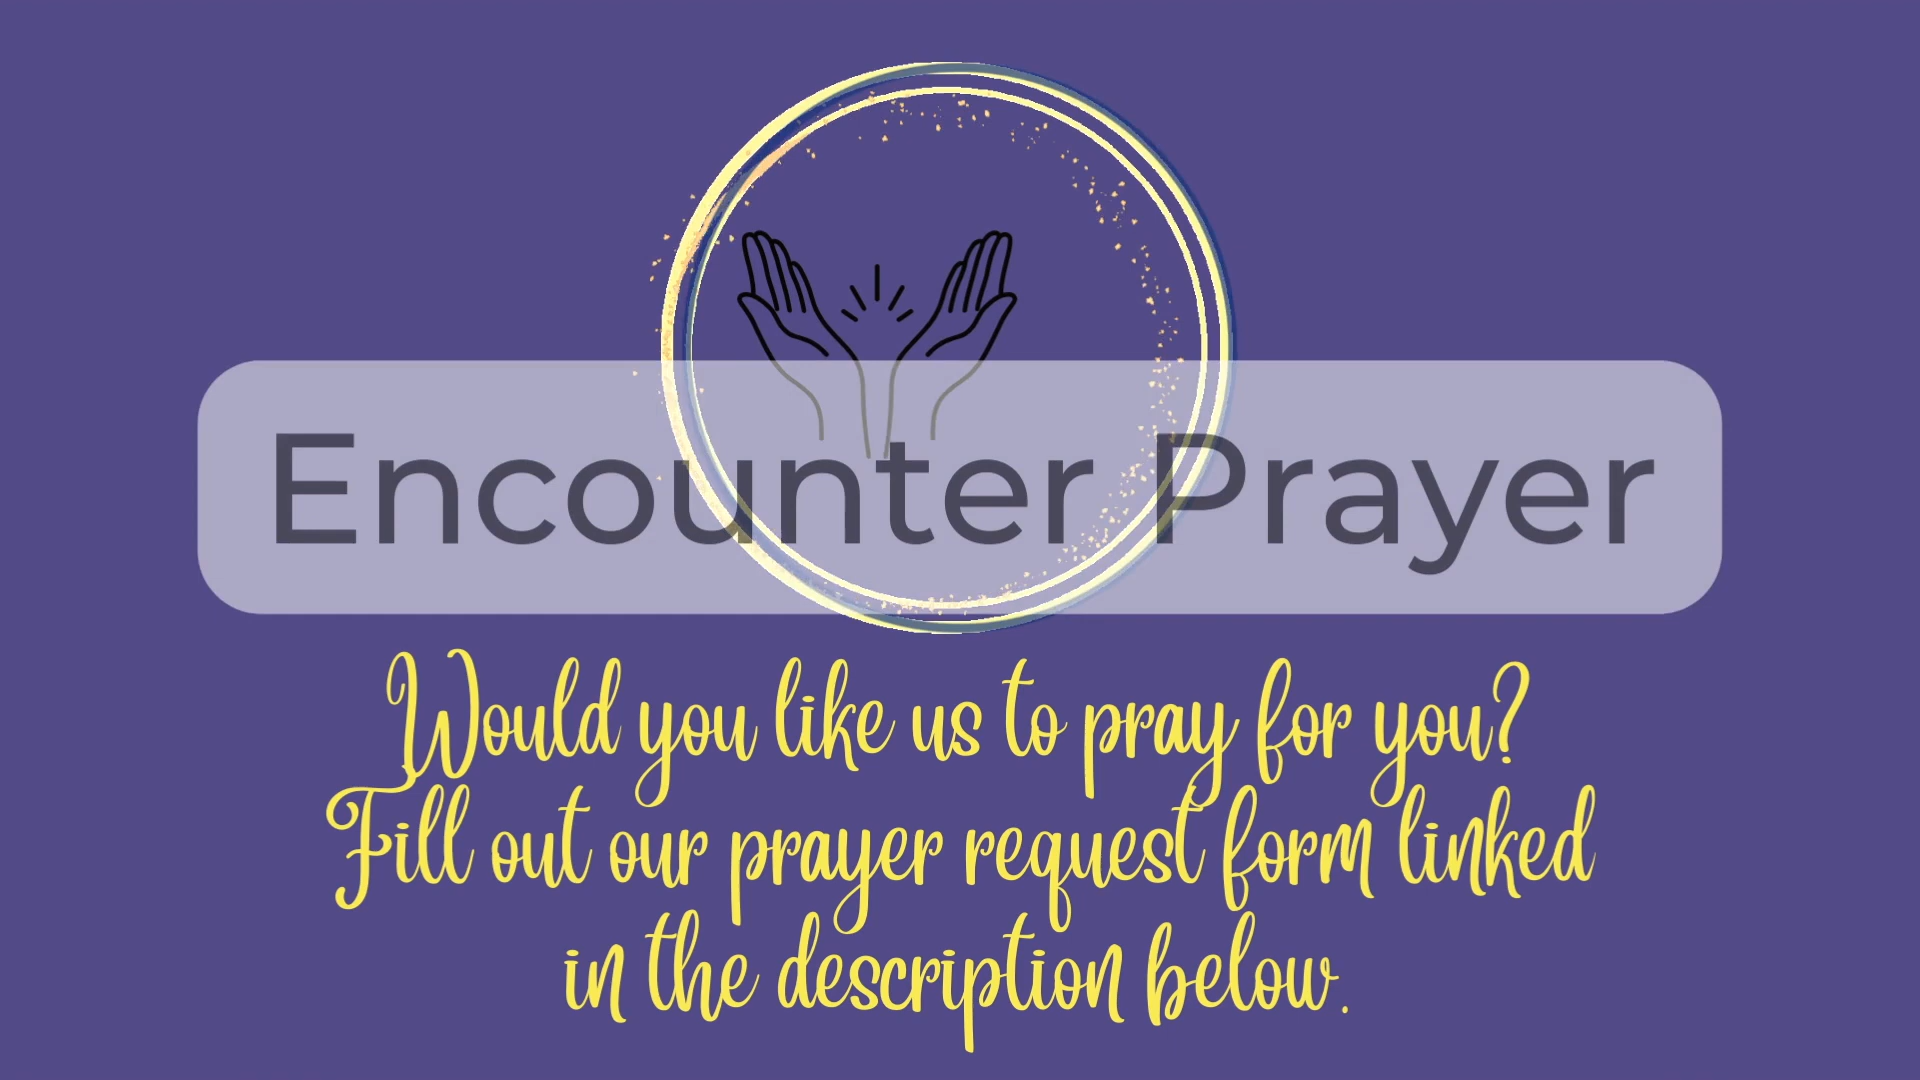 Encounter Prayer
Would you like us to pray for you?
Fill out our prayer request form linked
in the description below.